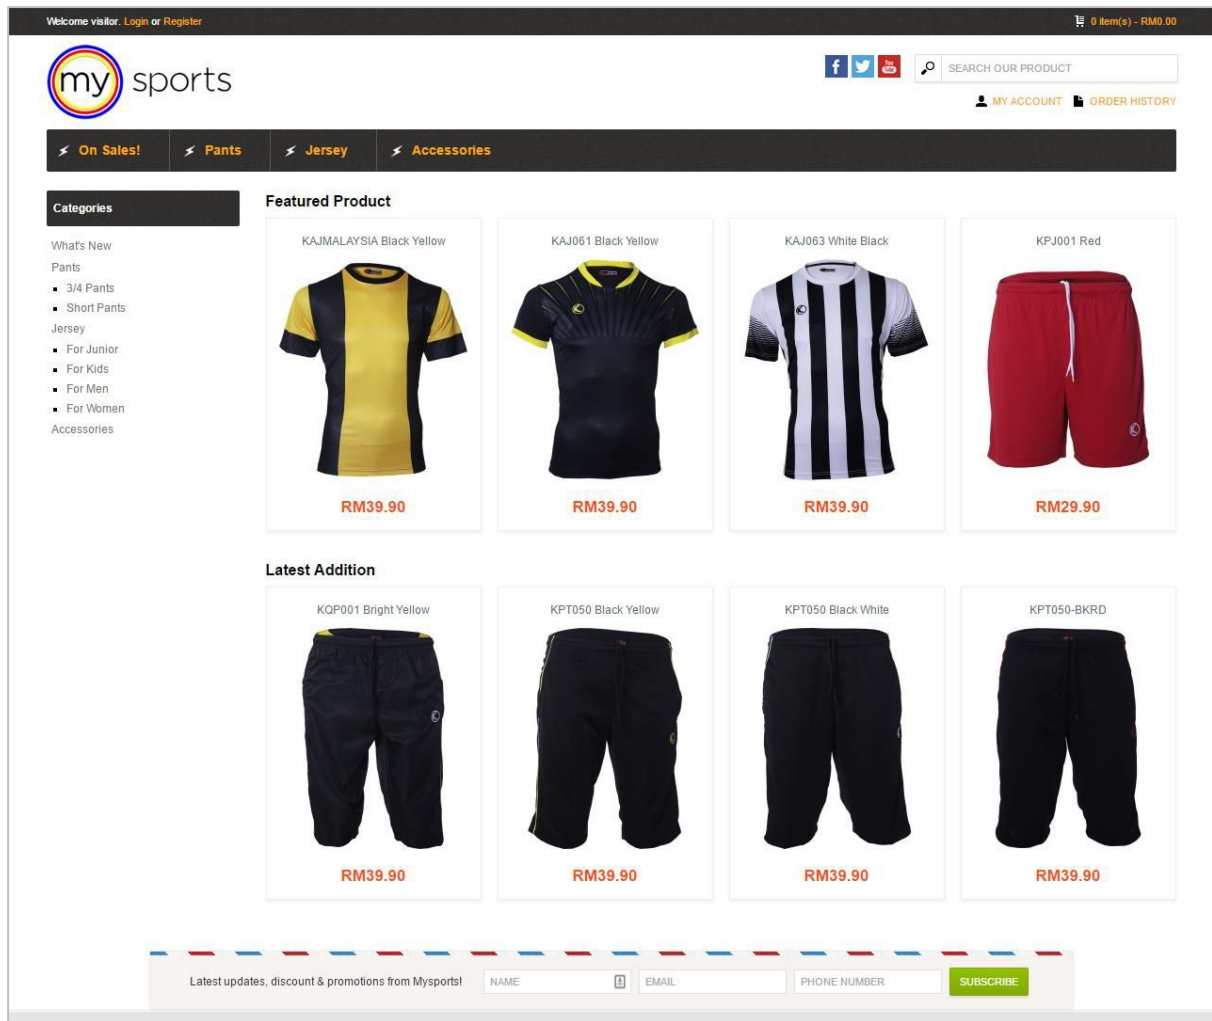 Welcome visitor. Login or Register
0 item(s) - RM0.00
my sports
f
You Tube
SEARCH OUR PRODUCT
MY ACCOUNT ORDER HISTORY
On Sales! Pants Jersey Accessories
Categories
What's New
Pants
3/4 Pants
Short Pants
Jersey
For Junior
For Kids
For Men
For Women
Accessories
Featured Product
KAJMALAYSIA Black Yellow KAJ061 Black Yellow KAJ063 White Black KPJ001 Red
RM39.90 RM39.90 RM39.90 RM29.90
Latest Addition
KQP001 Bright Yellow KPT050 Black Yellow KPT050 Black White KPT050-BKRD
RM39.90 RM39.90 RM39.90 RM39.90
Latest updates, discount & promotions from Mysports! NAME EMAIL PHONE NUMBER SUBSCRIBE